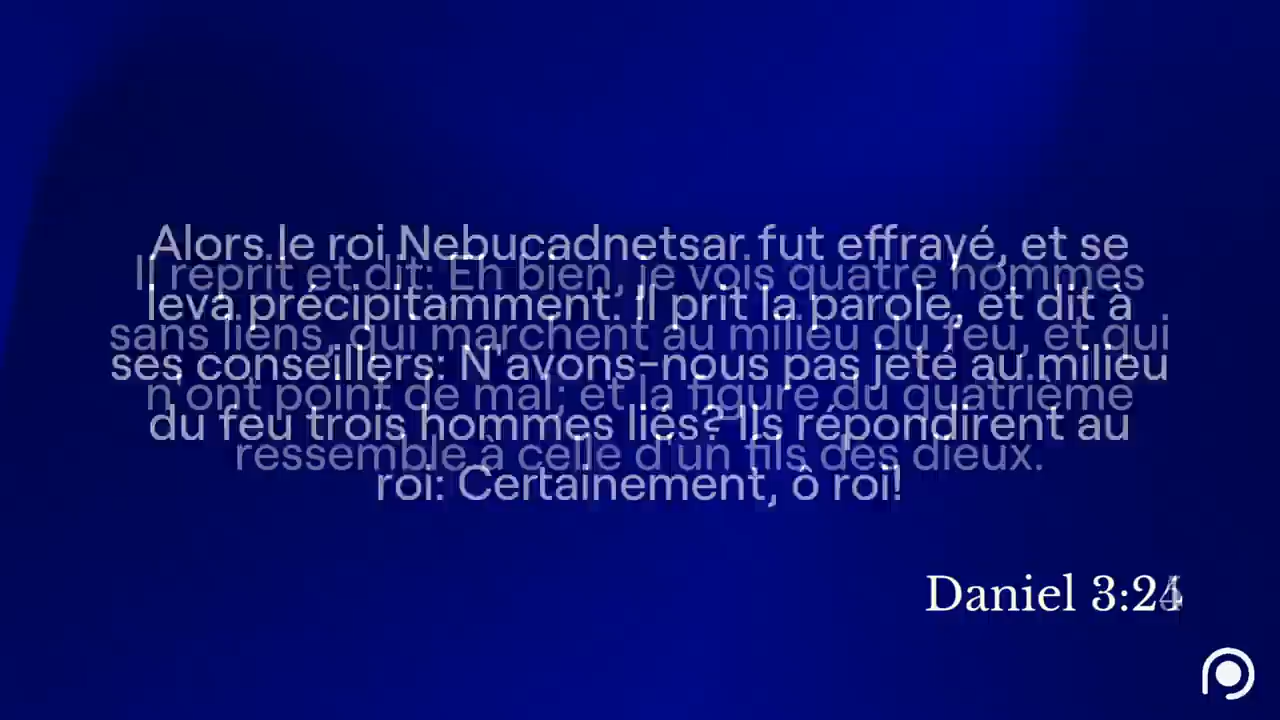 Alors le roi Nebucadnetsar fut effrayé, et se
leva précipitamment. Il prit la parole, et dit à
ses conseillers: N'avons-nous pas jeté au milieu
du feu trois hommes liés? Ils répondirent au
roi: Certainement, ô roi!
Il reprit et dit: Eh bien, je vois quatre hommes
sans liens, qui marchent au milieu du feu, et qui
n'ont point de mal; et la figure du quatrième
ressemble à celle d'un fils des dieux.
Daniel 3:24